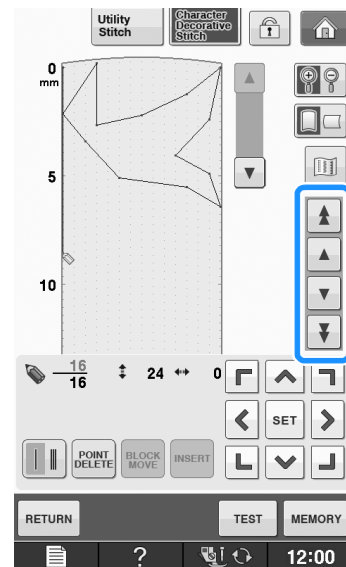 Utility
Stitch
Character
Decorative
Stitch
0
mm
5
10
16
16
24
0
SET
POINT
DELETE
BLOCK
MOVE
INSERT
RETURN
TEST
MEMORY
?
12:00